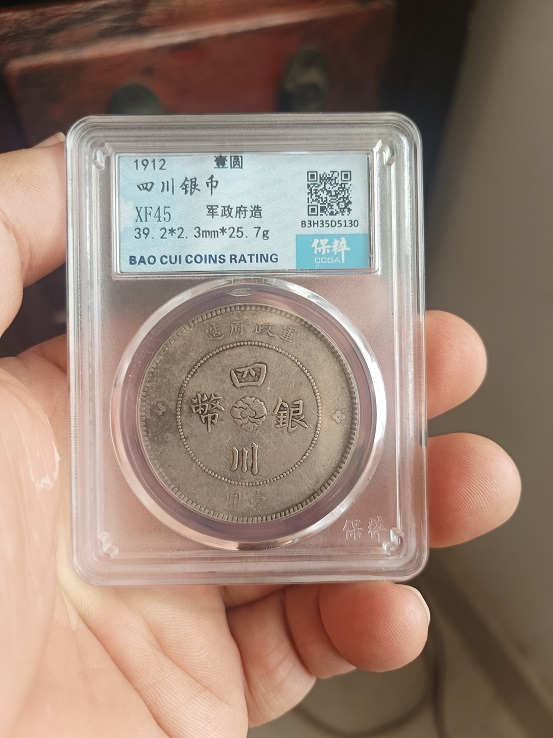 1912 壹圆
四川银币
XF45 军政府造
B3H35D5130
39.2*2.3mm*25.7g
保粹
CCGA
BAO CUI COINS RATING
軍政府造
四
幣 銀
川
壹圓
保粹